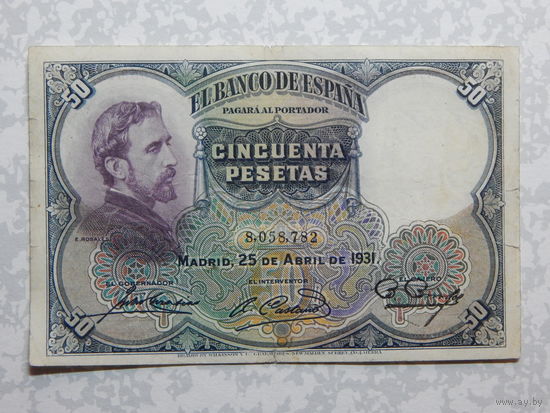 50 50
EL BANCO DE ESPAÑA
PAGARÁ AL PORTADOR
CINCUENTA
PESETAS
E. ROSALES
8,058,782
MADRID, 25 DE ABRIL DE 1931.
EL GOBERNADOR EL INTERVENTOR EL CAJERO
50 50
www.ay.by